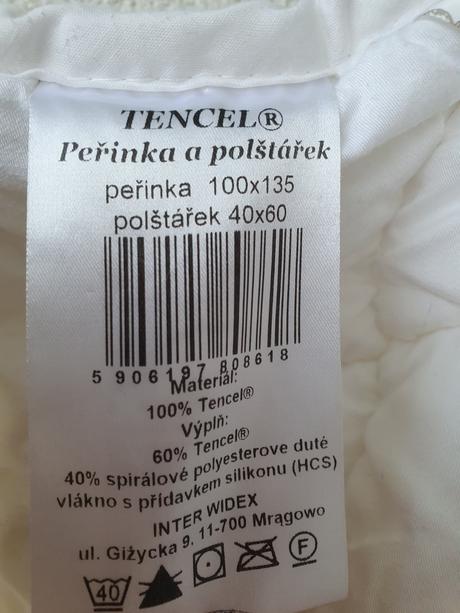 TENCEL®
Peřinka a polštářek
peřinka 100x135
polštářek 40x60
5 906197 808618
Materiál:
100% Tencel®
Výplň:
60% Tencel®
40% spirálové polyesterove duté
vlákno s přídavkem silikonu (HCS)
INTER WIDEX
ul. Giżycka 9, 11-700 Mrągowo
40 F